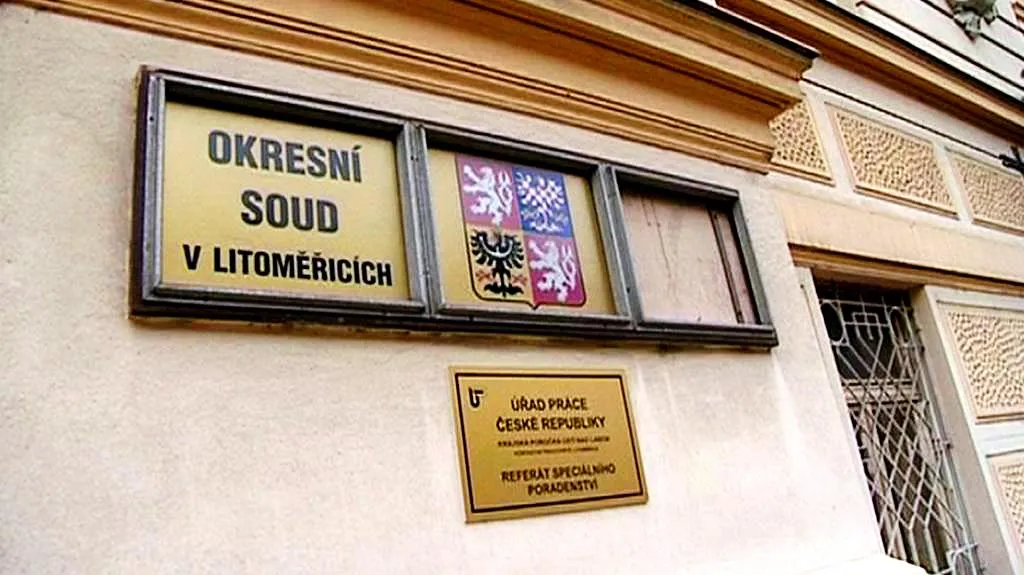 OKRESNÍ
SOUD
V LITOMĚŘICÍCH
ÚŘAD PRÁCE
ČESKÉ REPUBLIKY
KRAJSKÁ POBOČKA ÚSTÍ NAD LABEM
REFERÁT SPECIÁLNÍHO
PORADENSTVÍ